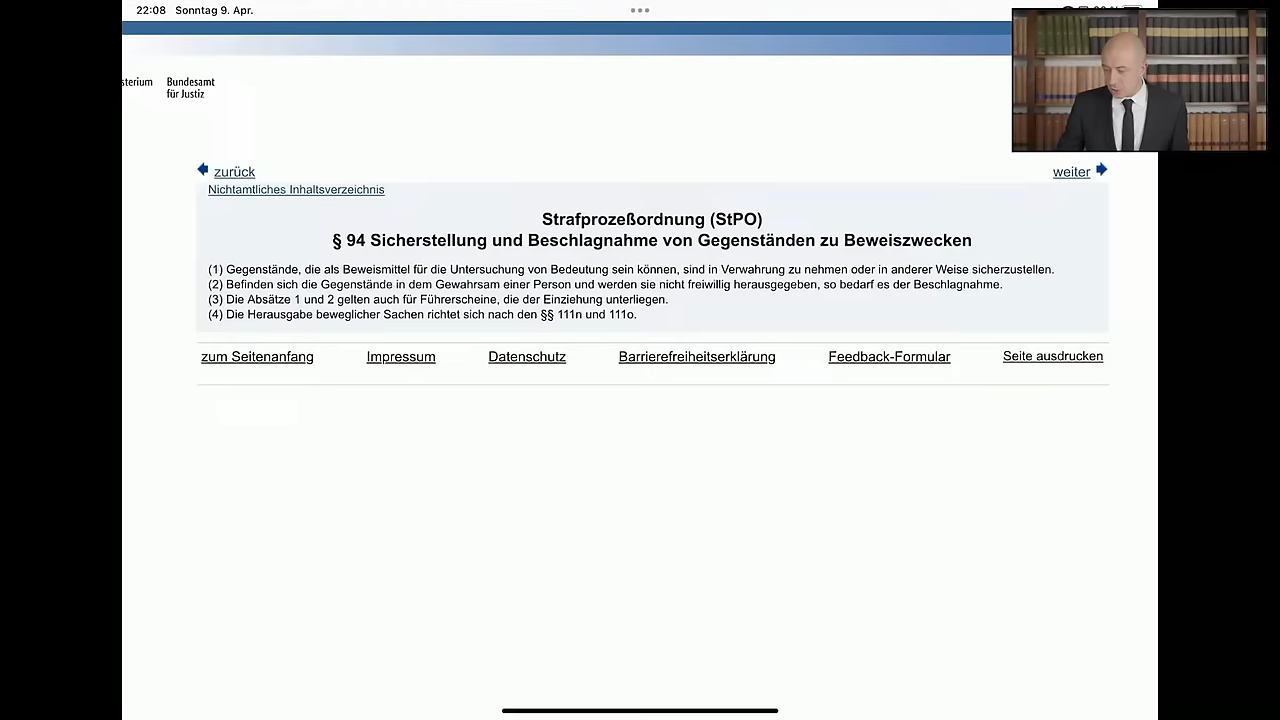 22:08 Sonntag 9. Apr.
sterium Bundesamt
für Justiz
zurück weiter
Nichtamtliches Inhaltsverzeichnis
Strafprozeßordnung (StPO)
§ 94 Sicherstellung und Beschlagnahme von Gegenständen zu Beweiszwecken
(1) Gegenstände, die als Beweismittel für die Untersuchung von Bedeutung sein können, sind in Verwahrung zu nehmen oder in anderer Weise sicherzustellen.
(2) Befinden sich die Gegenstände in dem Gewahrsam einer Person und werden sie nicht freiwillig herausgegeben, so bedarf es der Beschlagnahme.
(3) Die Absätze 1 und 2 gelten auch für Führerscheine, die der Einziehung unterliegen.
(4) Die Herausgabe beweglicher Sachen richtet sich nach den §§ 111n und 111o.
zum Seitenanfang Impressum Datenschutz Barrierefreiheitserklärung Feedback-Formular Seite ausdrucken